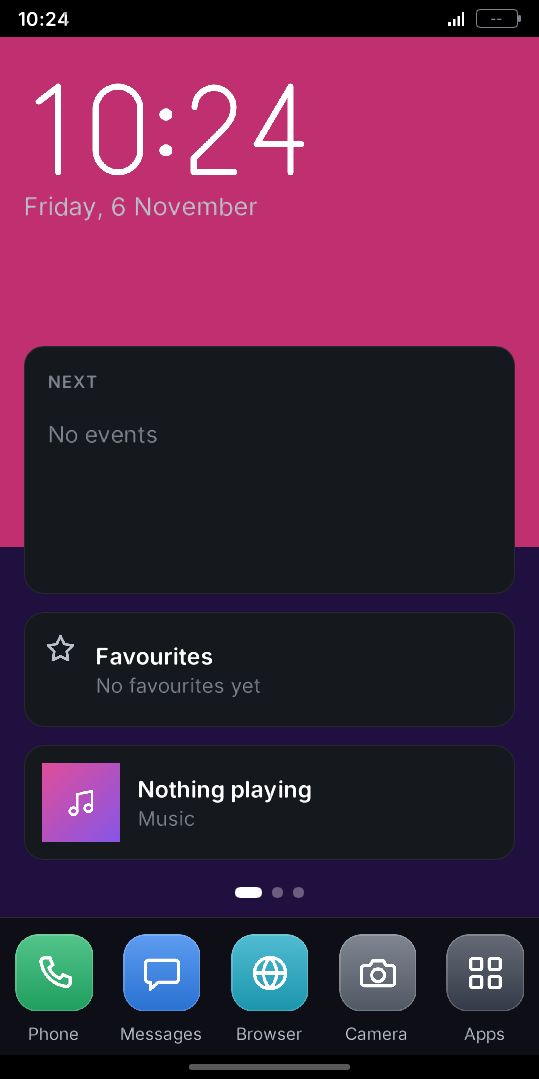 10:24
--
10:24
Friday, 6 November
NEXT
No events
Favourites
No favourites yet
Nothing playing
Music
Phone
Messages
Browser
Camera
Apps